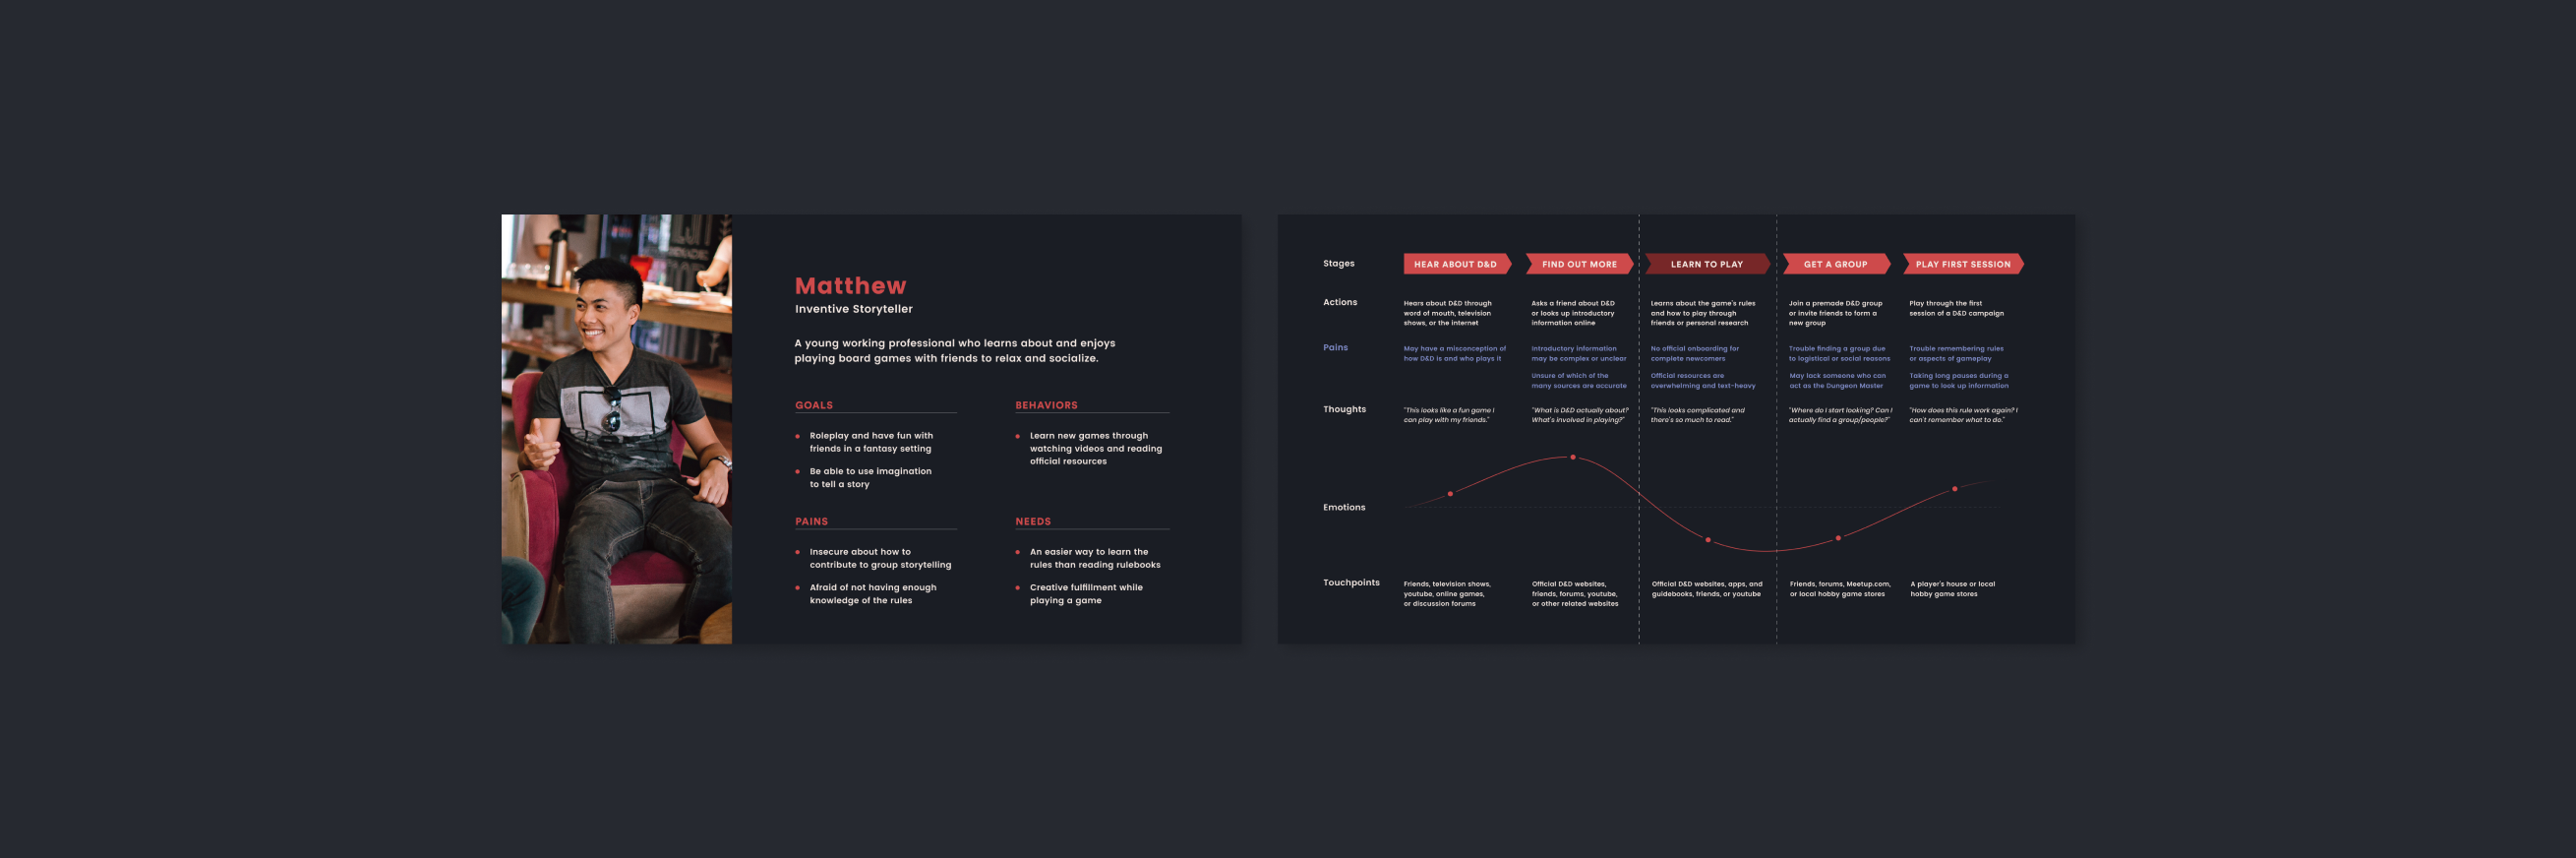 Matthew
Inventive Storyteller
A young working professional who learns about and enjoys
playing board games with friends to relax and socialize.
GOALS
Roleplay and have fun with
friends in a fantasy setting
Be able to use imagination
to tell a story
BEHAVIORS
Learn new games through
watching videos and reading
official resources
PAINS
Insecure about how to
contribute to group storytelling
Afraid of not having enough
knowledge of the rules
NEEDS
An easier way to learn the
rules than reading rulebooks
Creative fulfillment while
playing a game
Stages
HEAR ABOUT D&D
FIND OUT MORE
LEARN TO PLAY
GET A GROUP
PLAY FIRST SESSION
Actions
Hears about D&D through
word of mouth, television
shows, or the internet
Asks a friend about D&D
or looks up introductory
information online
Learns about the game's rules
and how to play through
friends or personal research
Join a premade D&D group
or invite friends to form a
new group
Play through the first
session of a D&D campaign
Pains
May have a misconception of
how D&D is and who plays it
Introductory information
may be complex or unclear
Unsure of which of the
many sources are accurate
No official onboarding for
complete newcomers
Official resources are
overwhelming and text-heavy
Trouble finding a group due
to logistical or social reasons
May lack someone who can
act as the Dungeon Master
Trouble remembering rules
or aspects of gameplay
Taking long pauses during a
game to look up information
Thoughts
"This looks like a fun game I
can play with my friends."
"What is D&D actually about?
What's involved in playing?"
"This looks complicated and
there's so much to read."
"Where do I start looking? Can I
actually find a group/people?"
"How does this rule work again? I
can't remember what to do."
Emotions
Touchpoints
Friends, television shows,
youtube, online games,
or discussion forums
Official D&D websites,
friends, forums, youtube,
or other related websites
Official D&D websites, apps, and
guidebooks, friends, or youtube
Friends, forums, Meetup.com,
or local hobby game stores
A player's house or local
hobby game stores